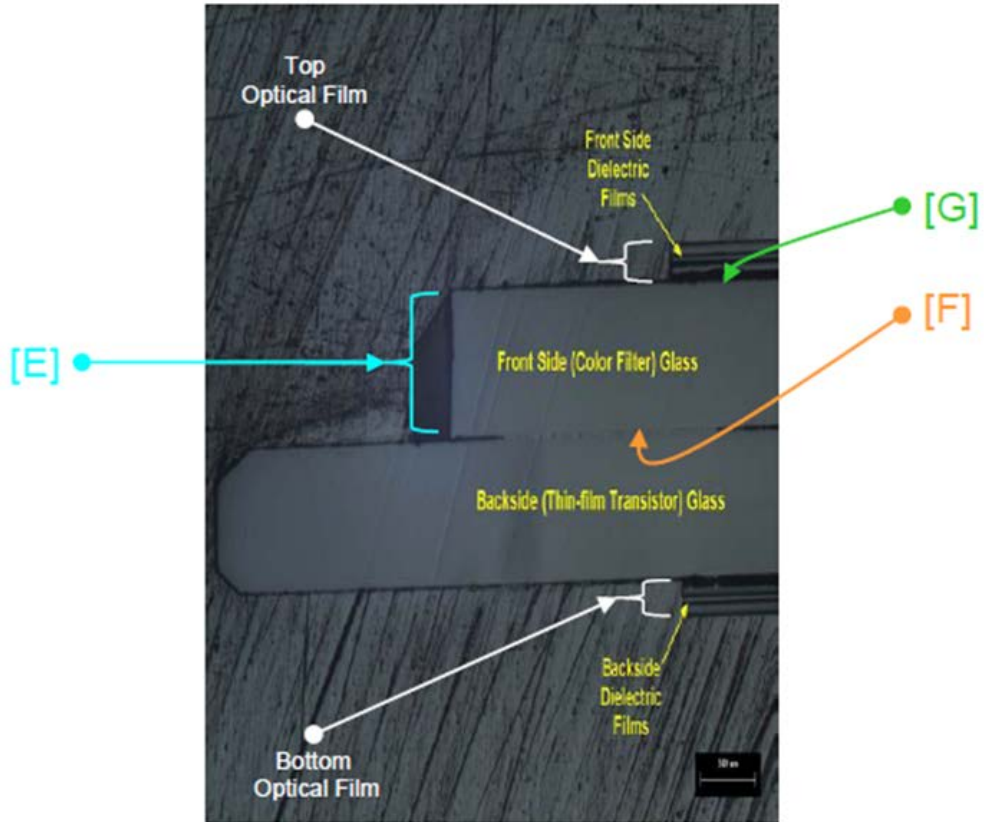 Top
Optical Film
Front Side
Dielectric
Films
[G]
[F]
[E]
Front Side (Color Filter) Glass
Backside (Thin-film Transistor) Glass
Backside
Dielectric
Films
Bottom
Optical Film